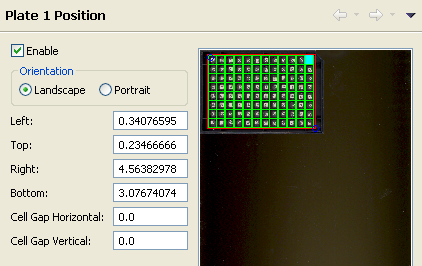 Plate 1 Position
Enable
Orientation
Landscape
Portrait
Left: 0.34076595
Top: 0.23466666
Right: 4.56382978
Bottom: 3.07674074
Cell Gap Horizontal: 0.0
Cell Gap Vertical: 0.0